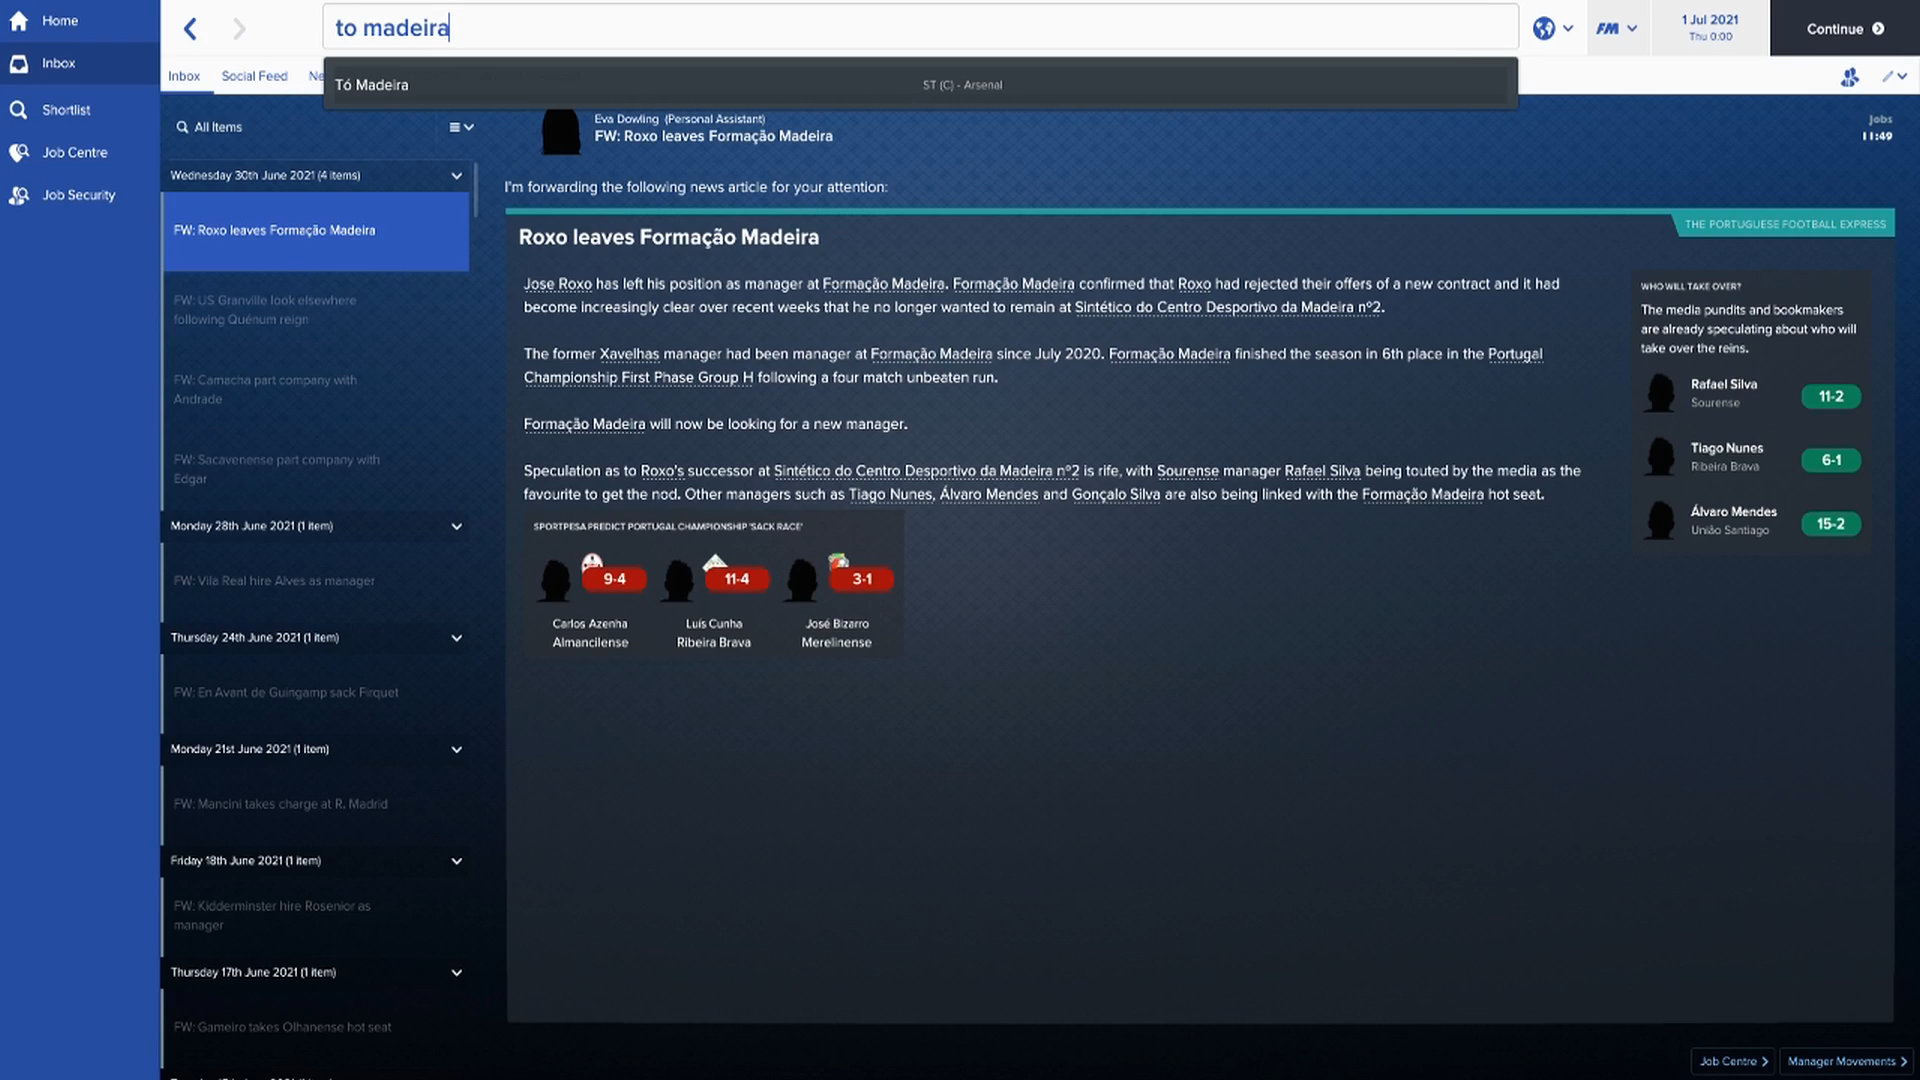 Home
to madeira
FM
1 Jul 2021
Thu 0:00
Continue
Inbox
Inbox
Social Feed
Ne
Tó Madeira
ST (C) - Arsenal
Shortlist
Job Centre
Job Security
All Items
Eva Dowling (Personal Assistant)
FW: Roxo leaves Formação Madeira
Jobs
11:49
Wednesday 30th June 2021 (4 items)
FW: Roxo leaves Formação Madeira
FW: US Granville look elsewhere
following Quénum reign
FW: Camacha part company with
Andrade
FW: Sacavenense part company with
Edgar
Monday 28th June 2021 (1 item)
FW: Vila Real hire Alves as manager
Thursday 24th June 2021 (1 item)
FW: En Avant de Guingamp sack Firquet
Monday 21st June 2021 (1 item)
FW: Mancini takes charge at R. Madrid
Friday 18th June 2021 (1 item)
FW: Kidderminster hire Rosenior as
manager
Thursday 17th June 2021 (1 item)
FW: Gameiro takes Olhanense hot seat
I'm forwarding the following news article for your attention:
THE PORTUGUESE FOOTBALL EXPRESS
Roxo leaves Formação Madeira
Jose Roxo has left his position as manager at Formação Madeira. Formação Madeira confirmed that Roxo had rejected their offers of a new contract and it had
become increasingly clear over recent weeks that he no longer wanted to remain at Sintético do Centro Desportivo da Madeira nº2.
The former Xavelhas manager had been manager at Formação Madeira since July 2020. Formação Madeira finished the season in 6th place in the Portugal
Championship First Phase Group H following a four match unbeaten run.
Formação Madeira will now be looking for a new manager.
Speculation as to Roxo's successor at Sintético do Centro Desportivo da Madeira nº2 is rife, with Sourense manager Rafael Silva being touted by the media as the
favourite to get the nod. Other managers such as Tiago Nunes, Álvaro Mendes and Gonçalo Silva are also being linked with the Formação Madeira hot seat.
SPORTPESA PREDICT PORTUGAL CHAMPIONSHIP 'SACK RACE'
9-4
11-4
3-1
Carlos Azenha
Almancilense
Luís Cunha
Ribeira Brava
José Bizarro
Merelinense
WHO WILL TAKE OVER?
The media pundits and bookmakers
are already speculating about who will
take over the reins.
Rafael Silva
Sourense
11-2
Tiago Nunes
Ribeira Brava
6-1
Álvaro Mendes
União Santiago
15-2
Job Centre
Manager Movements